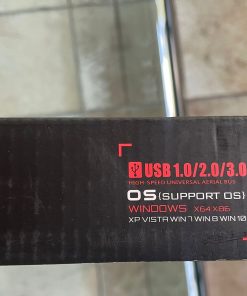 USB 1.0/2.0/3.0
HIGH-SPEED UNIVERSAL AERIAL BUS
OS(SUPPORT OS)
WINDOWS X64 X86
XP VISTA WIN 7 WIN 8 WIN 10